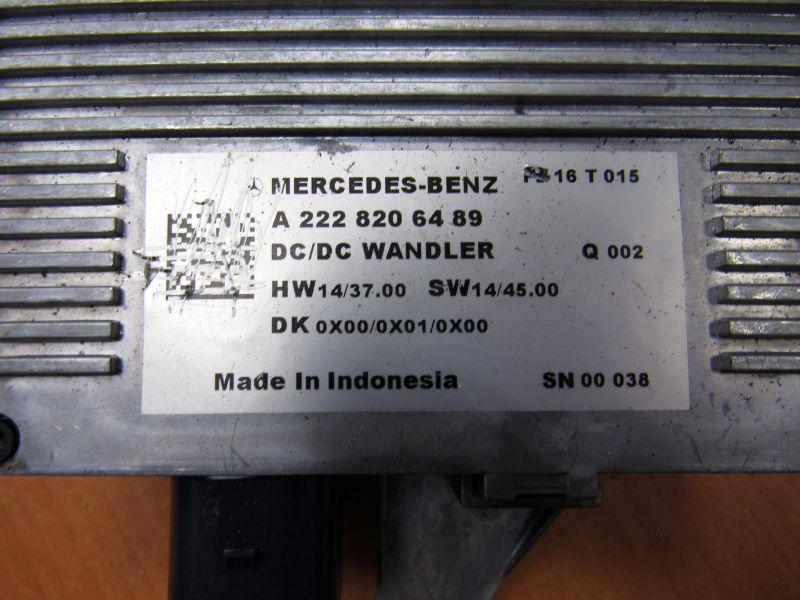 MERCEDES-BENZ 16 T 015
A 222 820 64 89
DC/DC WANDLER Q 002
HW14/37.00 SW14/45.00
DK 0X00/0X01/0X00
Made In Indonesia SN 00 038